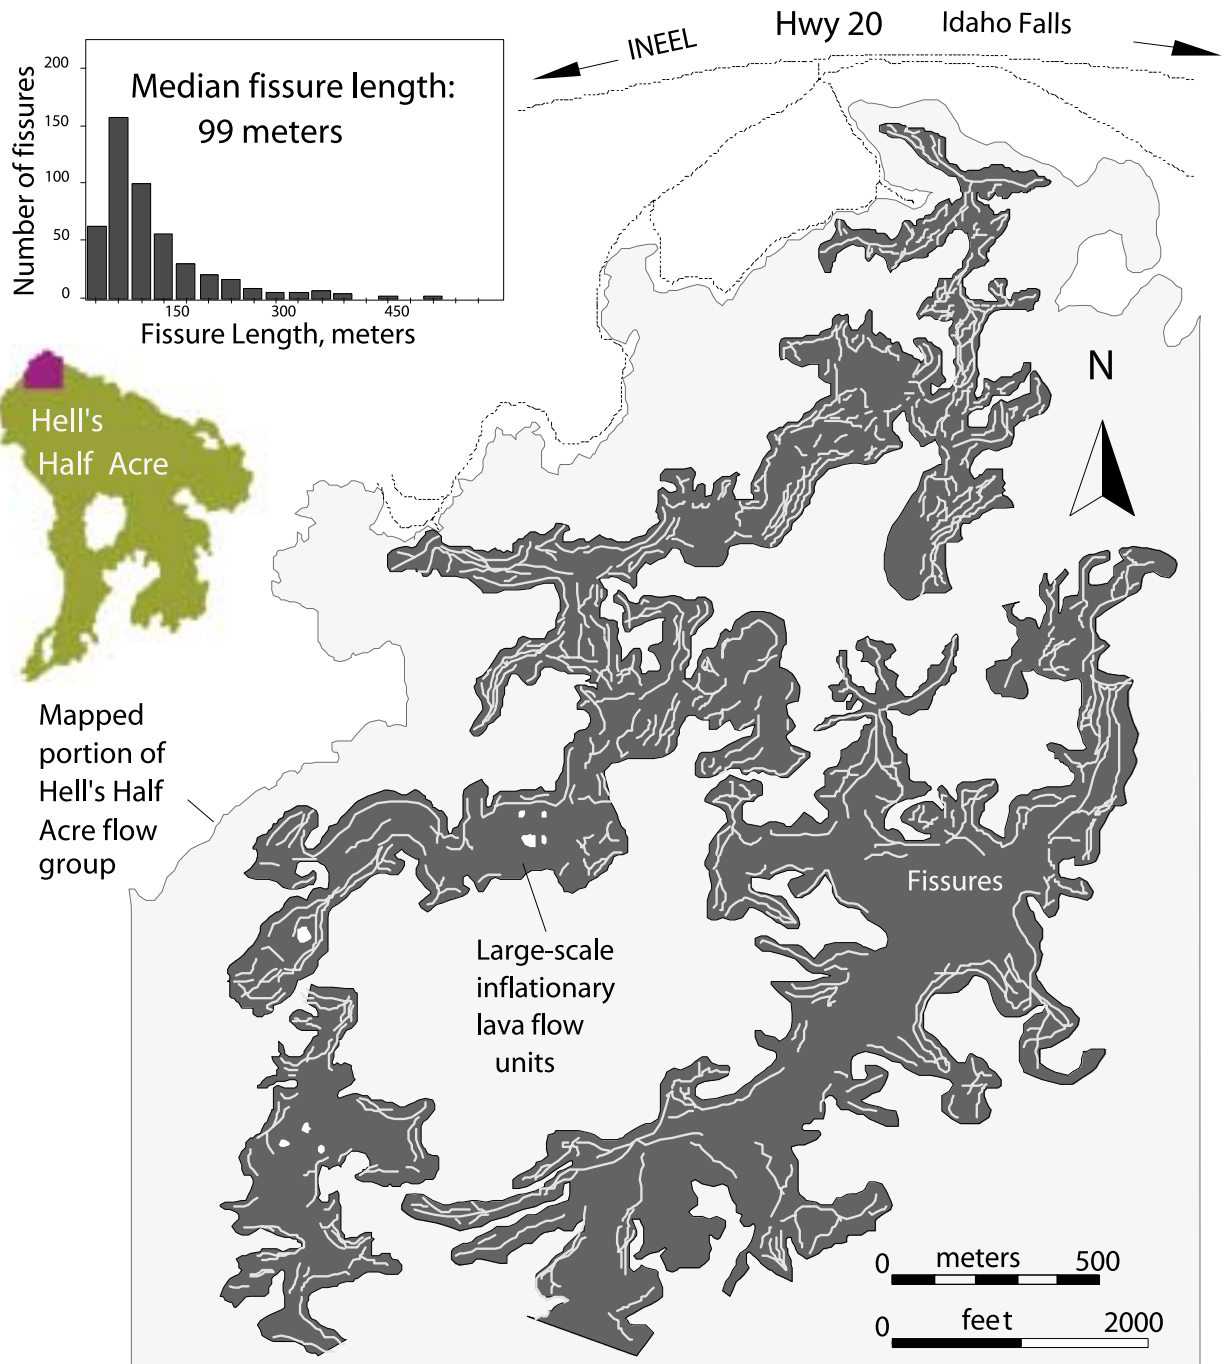 INEEL
Hwy 20
Idaho Falls
200
150
100
50
0
Number of fissures
Median fissure length:
99 meters
150
300
450
Fissure Length, meters
Hell's
Half Acre
N
Mapped
portion of
Hell's Half
Acre flow
group
Fissures
Large-scale
inflationary
lava flow
units
0 meters 500
0 feet 2000